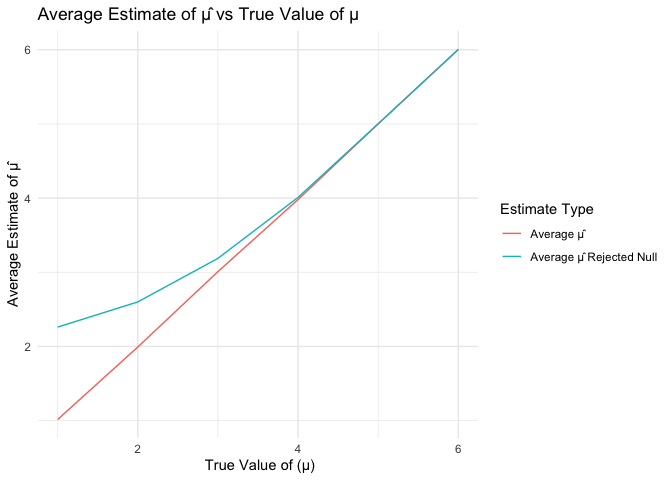 Average Estimate of μ̂ vs True Value of μ
6
4
2
Average Estimate of μ̂
2
4
6
True Value of (μ)
Estimate Type
Average μ̂
Average μ̂ Rejected Null